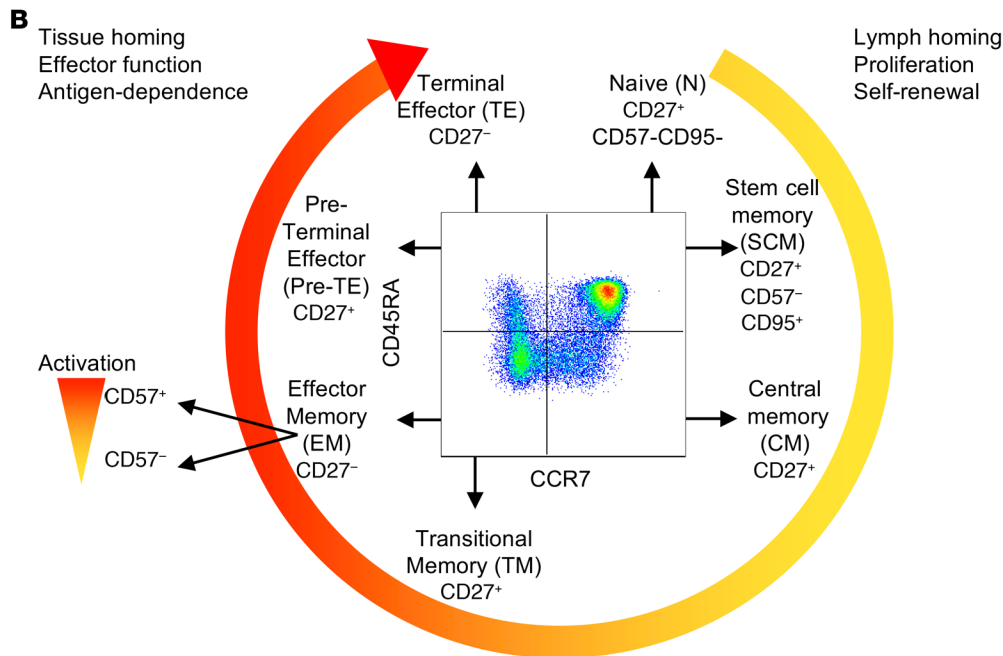 B
Tissue homing
Effector function
Antigen-dependence
Lymph homing
Proliferation
Self-renewal
Terminal
Effector (TE)
CD27⁻
Naive (N)
CD27⁺
CD57-CD95-
Pre-
Terminal
Effector
(Pre-TE)
CD27⁺
Stem cell
memory
(SCM)
CD27⁺
CD57⁻
CD95⁺
CD45RA
CCR7
Activation
CD57⁺
CD57⁻
Effector
Memory
(EM)
CD27⁻
Central
memory
(CM)
CD27⁺
Transitional
Memory (TM)
CD27⁺